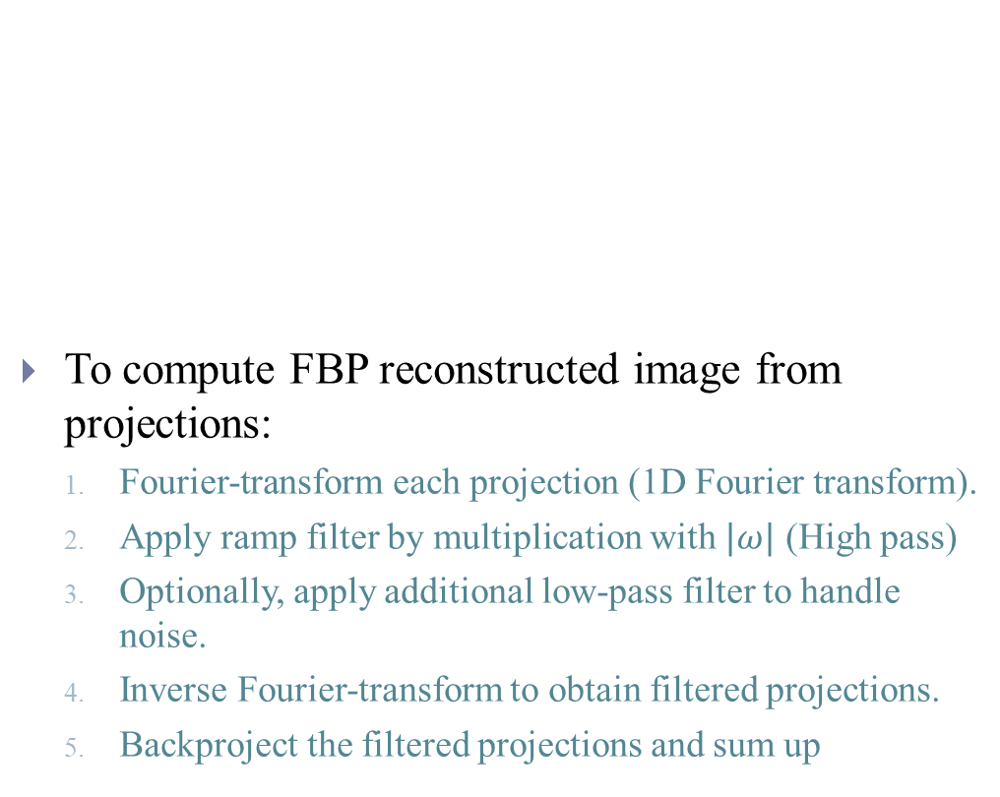 To compute FBP reconstructed image from
projections:
1. Fourier-transform each projection (1D Fourier transform).
2. Apply ramp filter by multiplication with |ω| (High pass)
3. Optionally, apply additional low-pass filter to handle
noise.
4. Inverse Fourier-transform to obtain filtered projections.
5. Backproject the filtered projections and sum up